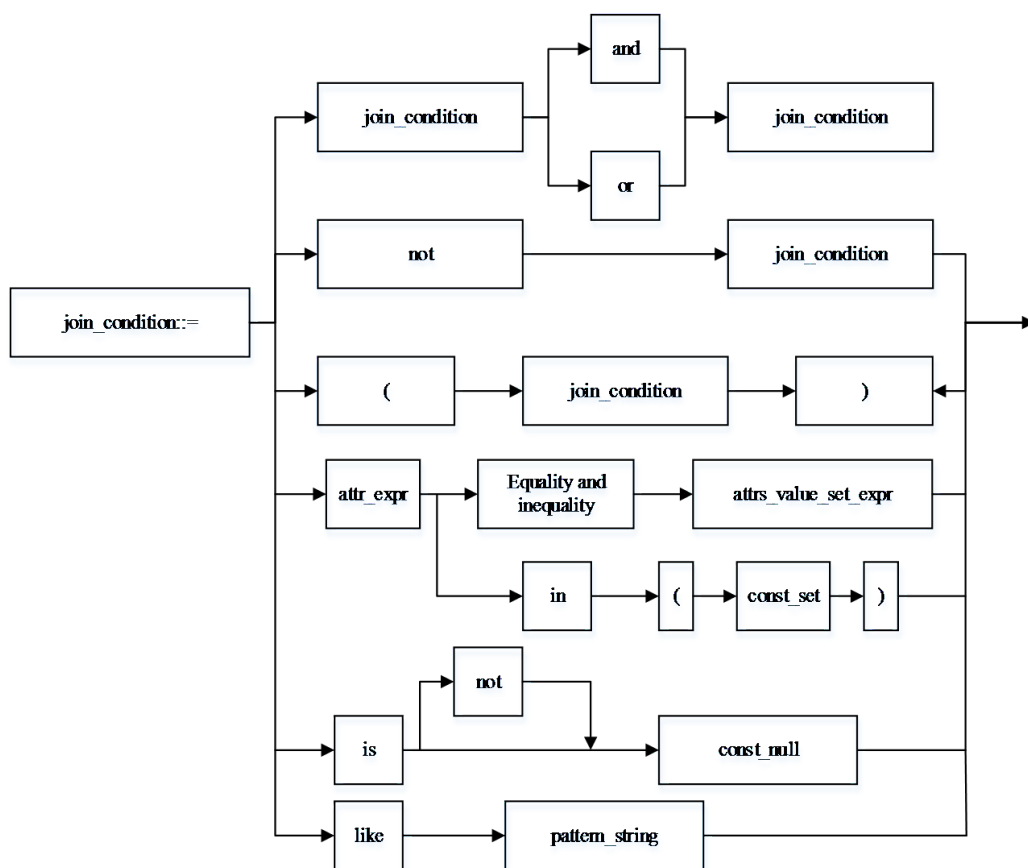 and
join_condition
join_condition
or
not
join_condition
join_condition::=
(
join_condition
)
attr_expr
Equality and
inequality
attrs_value_set_expr
in
(
const_set
)
not
is
const_null
like
pattern_string